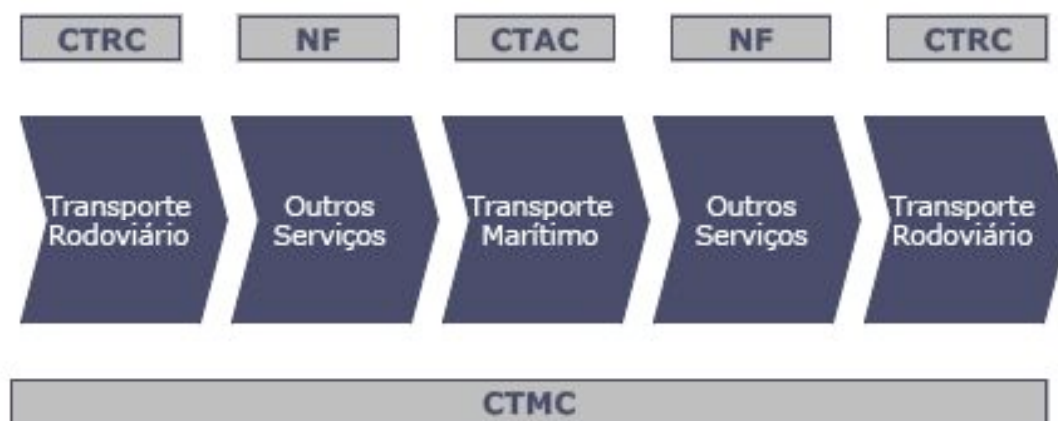 CTRC
NF
CTAC
NF
CTRC
Transporte
Rodoviário
Outros
Serviços
Transporte
Marítimo
Outros
Serviços
Transporte
Rodoviário
CTMC